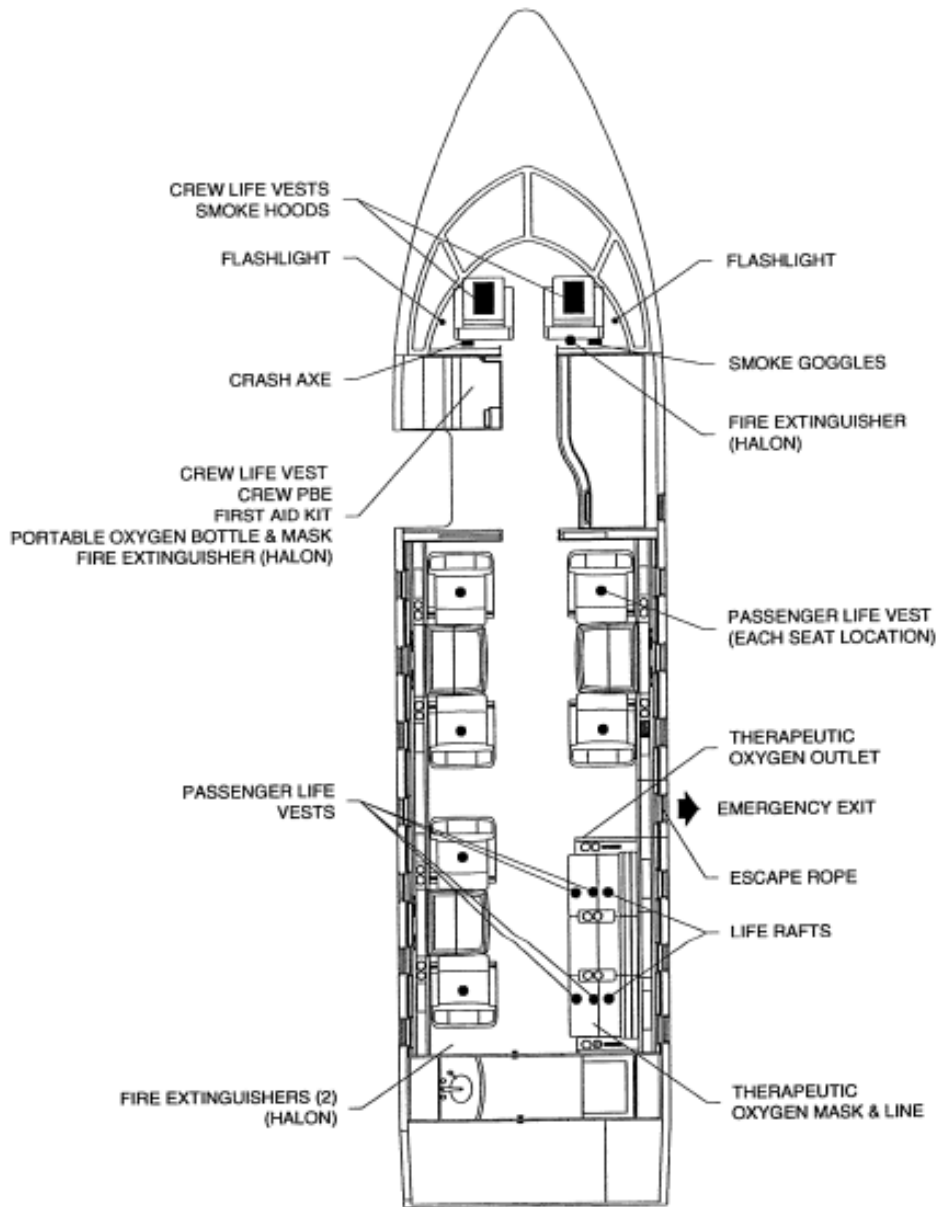 CREW LIFE VESTS
SMOKE HOODS
FLASHLIGHT
FLASHLIGHT
CRASH AXE
SMOKE GOGGLES
FIRE EXTINGUISHER
(HALON)
CREW LIFE VEST
CREW PBE
FIRST AID KIT
PORTABLE OXYGEN BOTTLE & MASK
FIRE EXTINGUISHER (HALON)
PASSENGER LIFE VEST
(EACH SEAT LOCATION)
THERAPEUTIC
OXYGEN OUTLET
PASSENGER LIFE
VESTS
EMERGENCY EXIT
ESCAPE ROPE
LIFE RAFTS
FIRE EXTINGUISHERS (2)
(HALON)
THERAPEUTIC
OXYGEN MASK & LINE